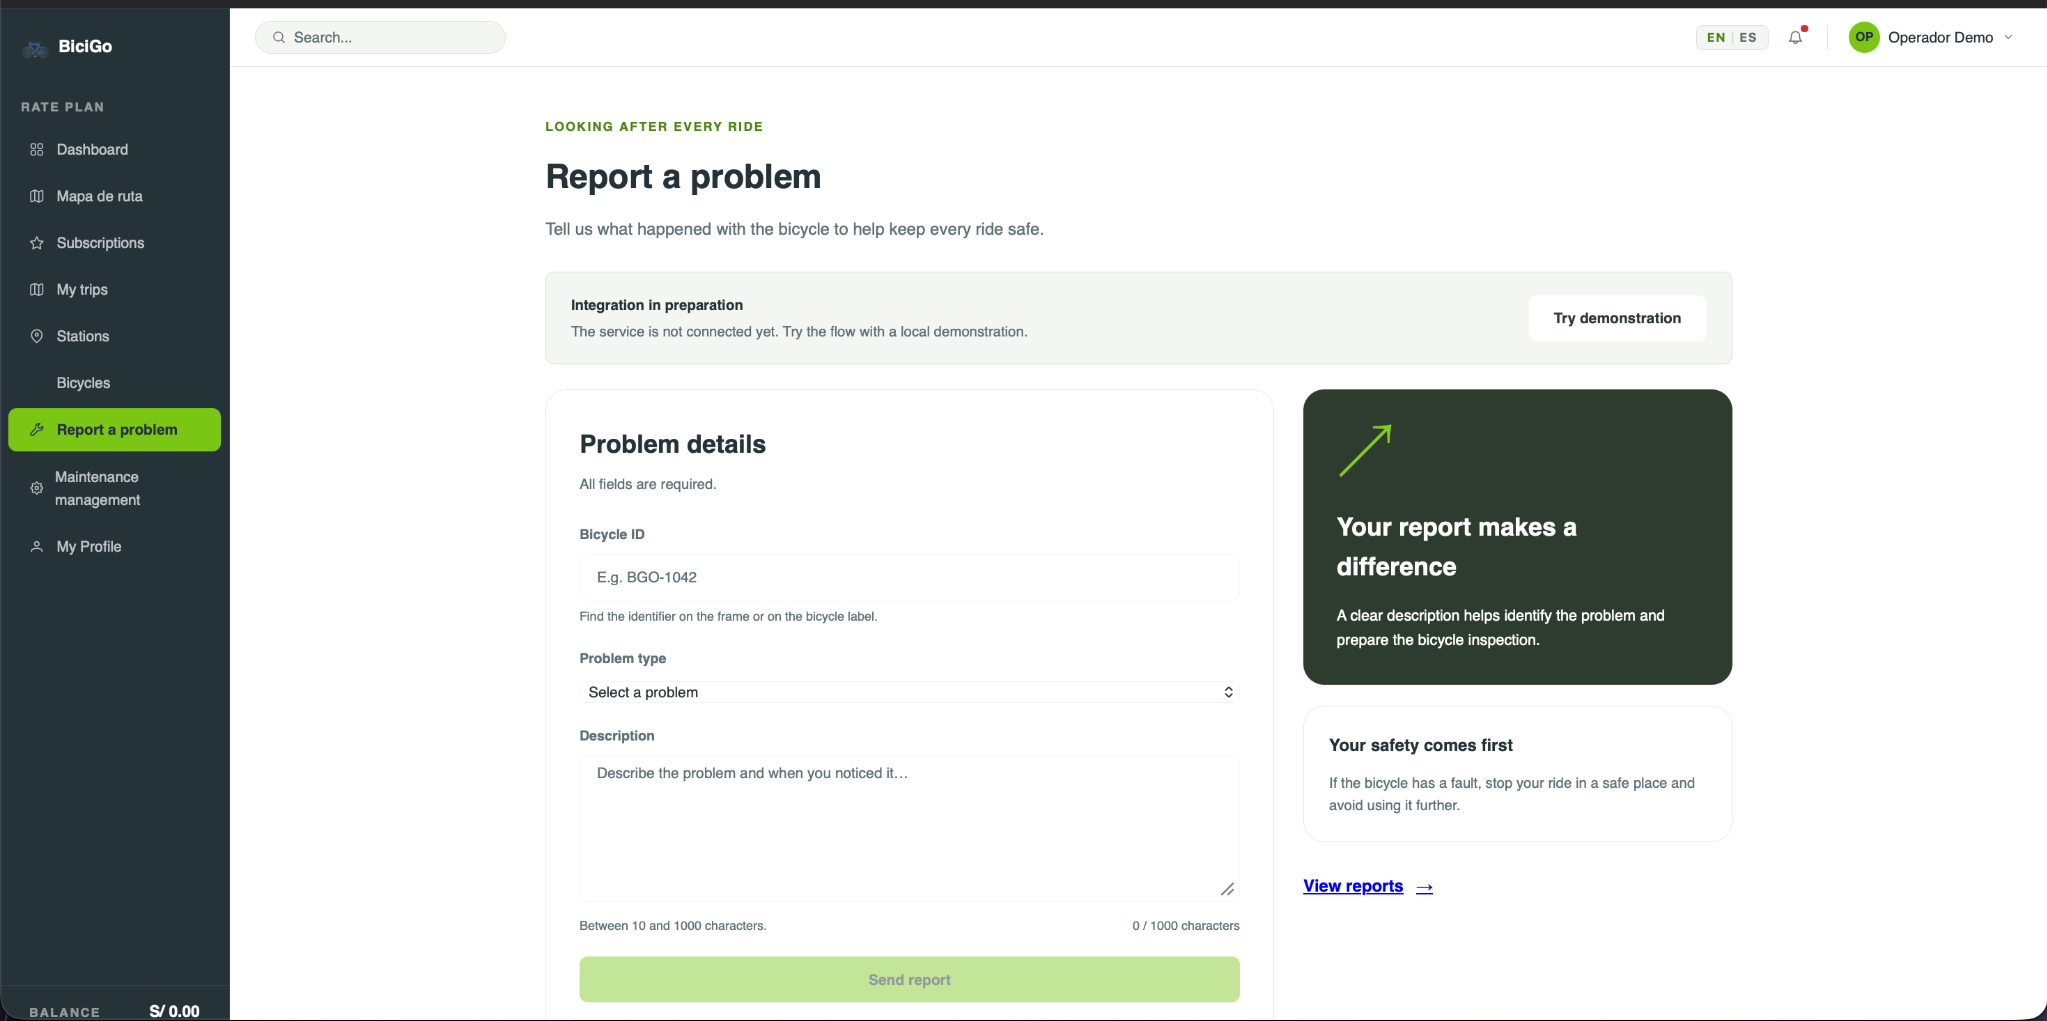 BiciGo
RATE PLAN
Dashboard
Mapa de ruta
Subscriptions
My trips
Stations
Bicycles
Report a problem
Maintenance
management
My Profile
BALANCE S/ 0.00
Search...
EN | ES
OP Operador Demo
LOOKING AFTER EVERY RIDE
Report a problem
Tell us what happened with the bicycle to help keep every ride safe.
Integration in preparation
The service is not connected yet. Try the flow with a local demonstration.
Try demonstration
Problem details
All fields are required.
Bicycle ID
E.g. BGO-1042
Find the identifier on the frame or on the bicycle label.
Problem type
Select a problem
Description
Describe the problem and when you noticed it…
Between 10 and 1000 characters. 0 / 1000 characters
Send report
Your report makes a
difference
A clear description helps identify the problem and
prepare the bicycle inspection.
Your safety comes first
If the bicycle has a fault, stop your ride in a safe place and
avoid using it further.
View reports →